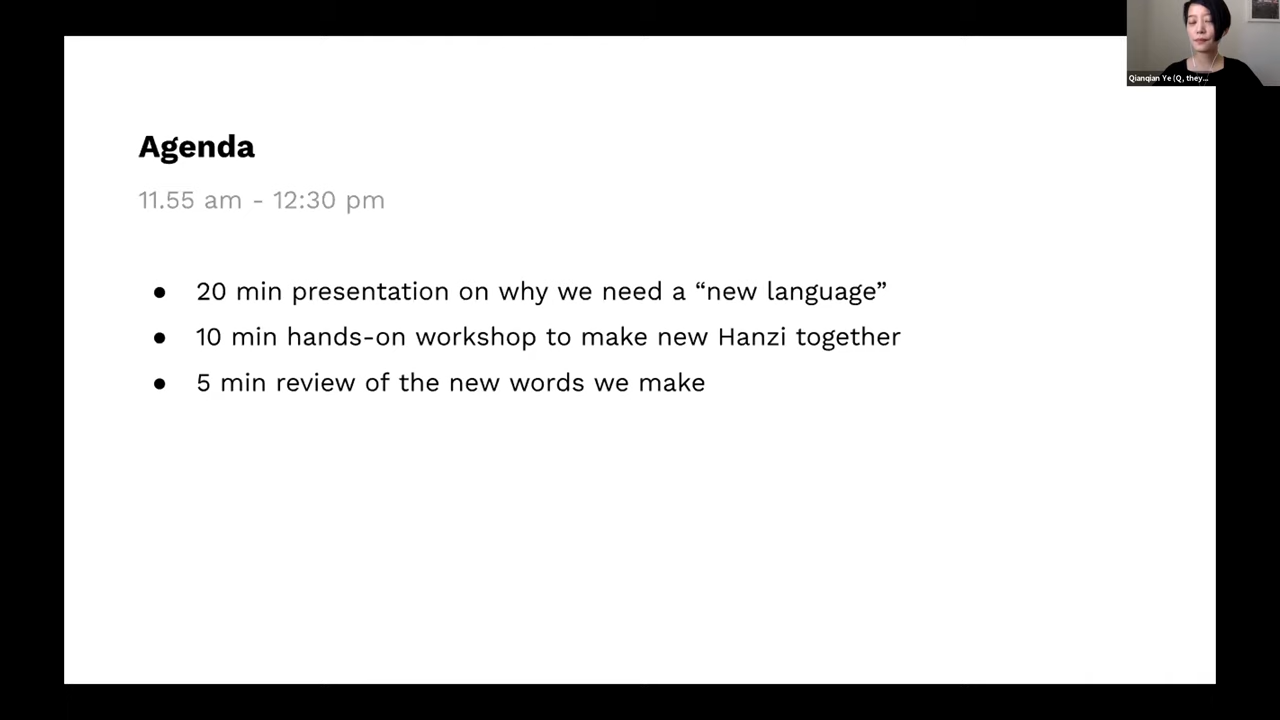 Agenda
11.55 am - 12:30 pm
● 20 min presentation on why we need a “new language”
● 10 min hands-on workshop to make new Hanzi together
● 5 min review of the new words we make
Qianqian Ye (Q, they...